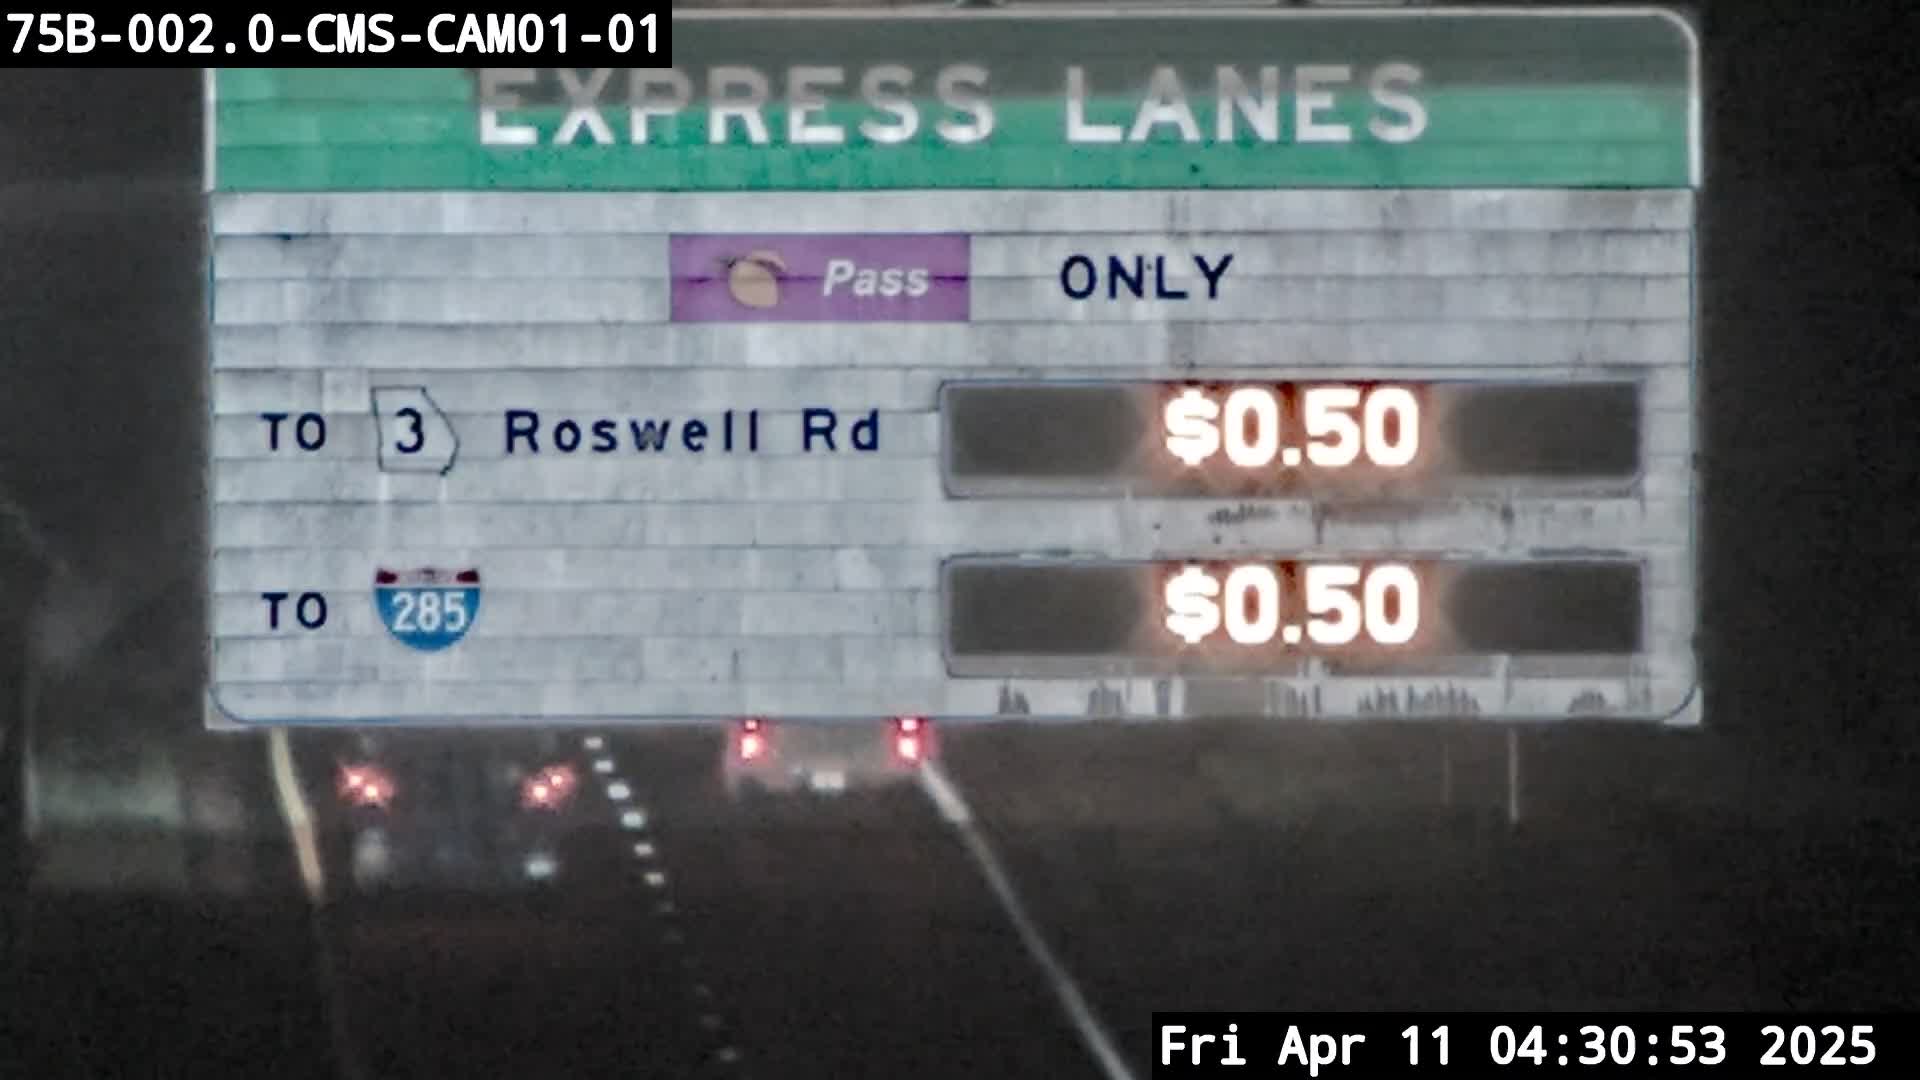 75B-002.0-CMS-CAM01-01
EXPRESS LANES
Pass ONLY
TO 3 Roswell Rd $0.50
TO 285 $0.50
Fri Apr 11 04:30:53 2025